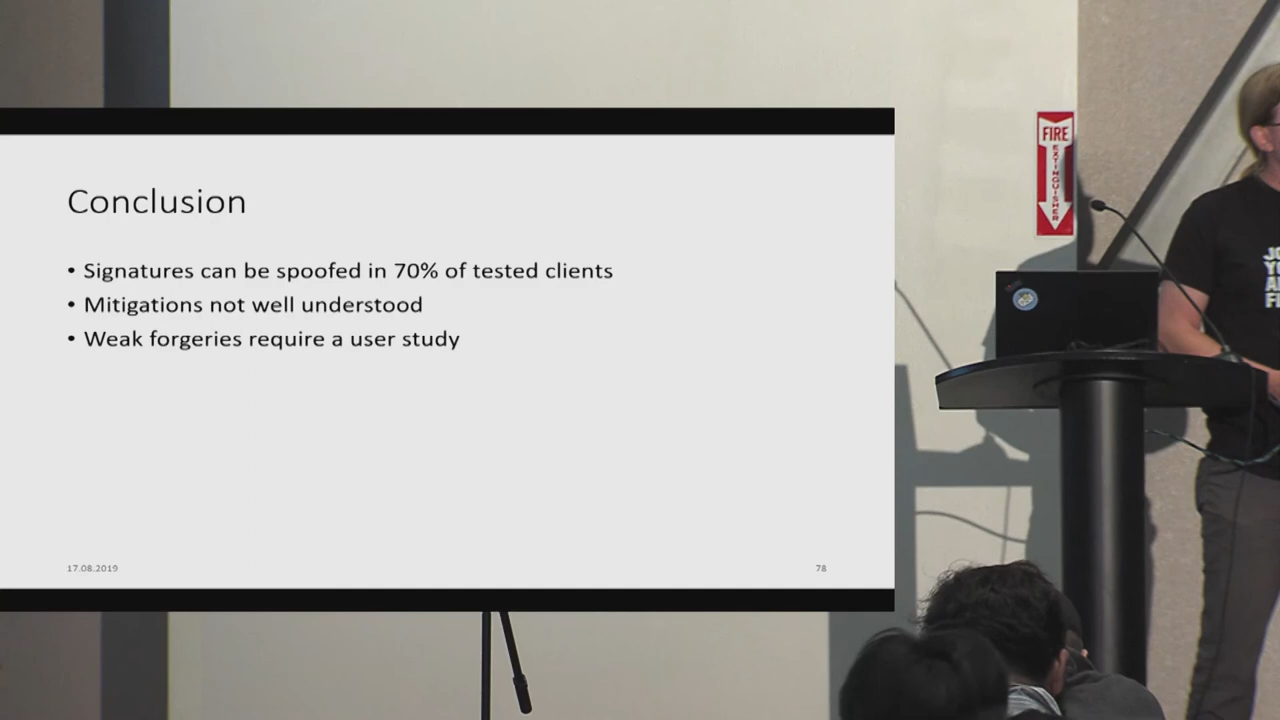 Conclusion
• Signatures can be spoofed in 70% of tested clients
• Mitigations not well understood
• Weak forgeries require a user study
17.08.2019
78
FIRE
EXTINGUISHER